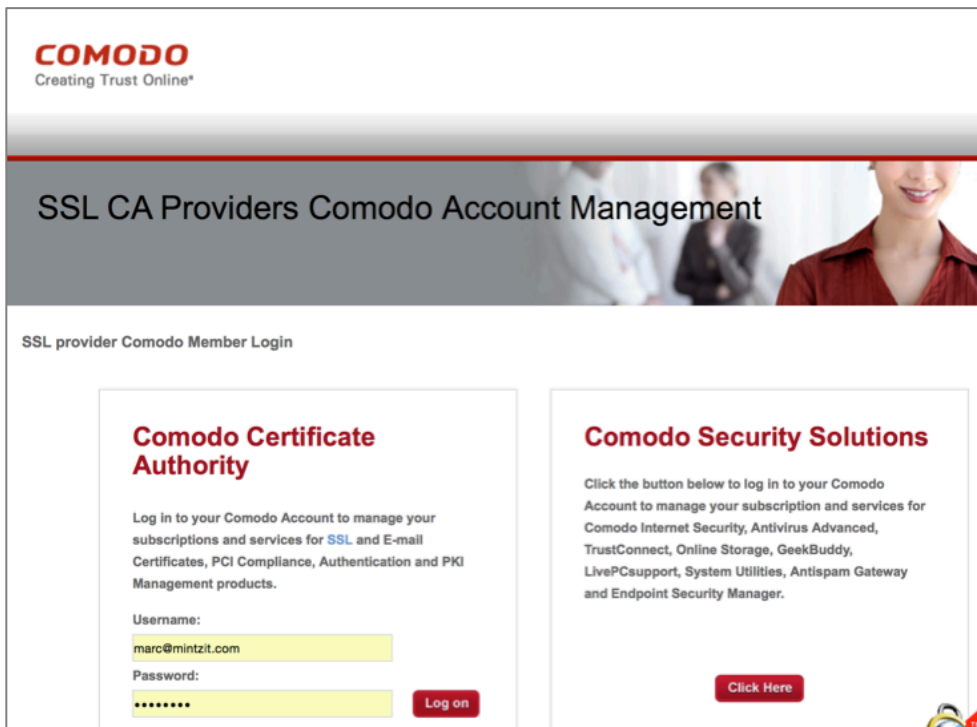 COMODO
Creating Trust Online®
SSL CA Providers Comodo Account Management
SSL provider Comodo Member Login
Comodo Certificate
Authority
Log in to your Comodo Account to manage your
subscriptions and services for SSL and E-mail
Certificates, PCI Compliance, Authentication and PKI
Management products.
Username:
marc@mintzit.com
Password:
••••••••
Log on
Comodo Security Solutions
Click the button below to log in to your Comodo
Account to manage your subscription and services for
Comodo Internet Security, Antivirus Advanced,
TrustConnect, Online Storage, GeekBuddy,
LivePCsupport, System Utilities, Antispam Gateway
and Endpoint Security Manager.
Click Here